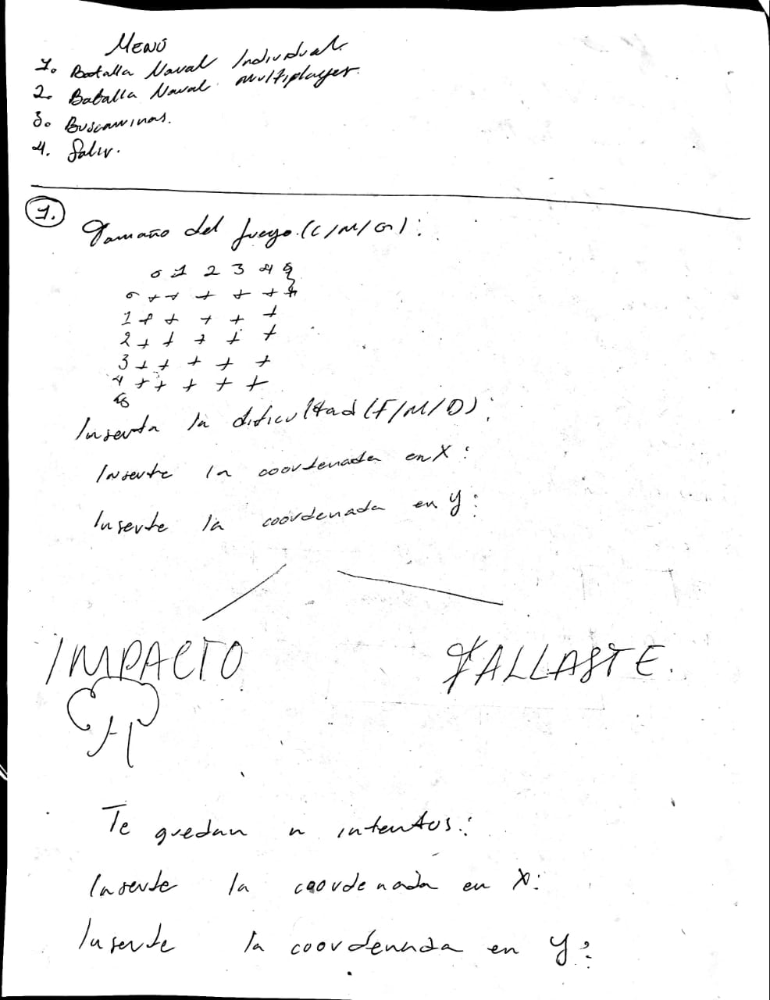 MENÚ
1. Batalla Naval Individual
2. Batalla Naval multiplayer.
3. Buscaminas.
4. Salir.
1.
Tamaño del juego. (C/M/G):
0 1 2 3 4 5
0 + + + + + +
1 + + + + +
2 + + + + +
3 + + + + +
4 + + + + +
5
Inserta la dificultad (F/M/D):
Inserte la coordenada en X:
Inserte la coordenada en Y:
IMPACTO
FALLASTE.
Te quedan n intentos:
Inserte la coordenada en X:
Inserte la coordenada en Y: